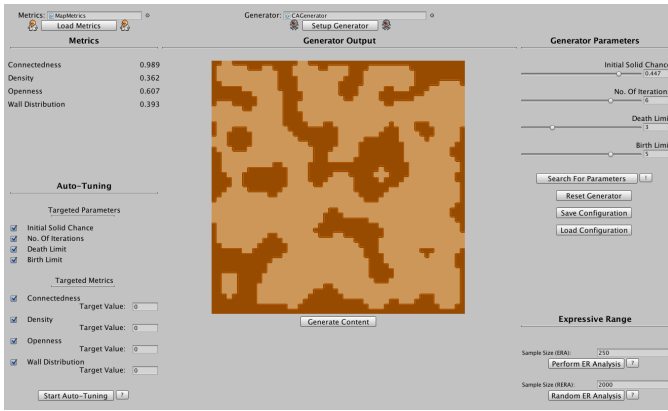 Metrics: MapMetrics
Load Metrics
Generator: CAGenerator
Setup Generator
Metrics
Connectedness 0.989
Density 0.362
Openness 0.607
Wall Distribution 0.393
Auto-Tuning
Targeted Parameters
Initial Solid Chance
No. Of Iterations
Death Limit
Birth Limit
Targeted Metrics
Connectedness
Target Value: 0
Density
Target Value: 0
Openness
Target Value: 0
Wall Distribution
Target Value: 0
Start Auto-Tuning ?
Generator Output
Generate Content
Generator Parameters
Initial Solid Chance
0.447
No. Of Iteration
6
Death Limi
3
Birth Limi
5
Search For Parameters !
Reset Generator
Save Configuration
Load Configuration
Expressive Range
Sample Size (ERA): 250
Perform ER Analysis ?
Sample Size (RERA): 2000
Random ER Analysis ?